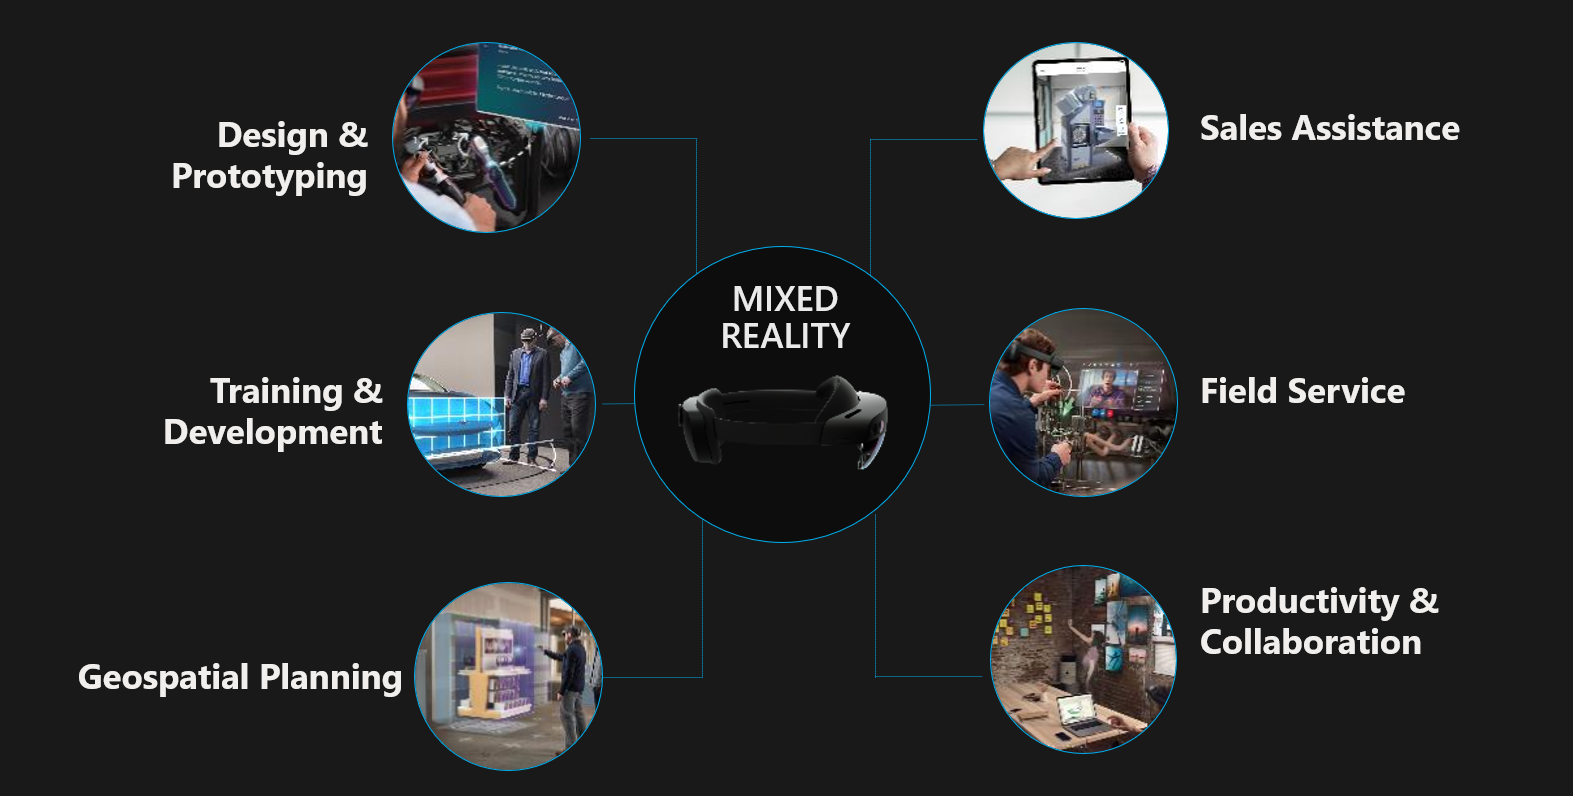 Design &
Prototyping
Sales Assistance
MIXED
REALITY
Training &
Development
Field Service
Geospatial Planning
Productivity &
Collaboration